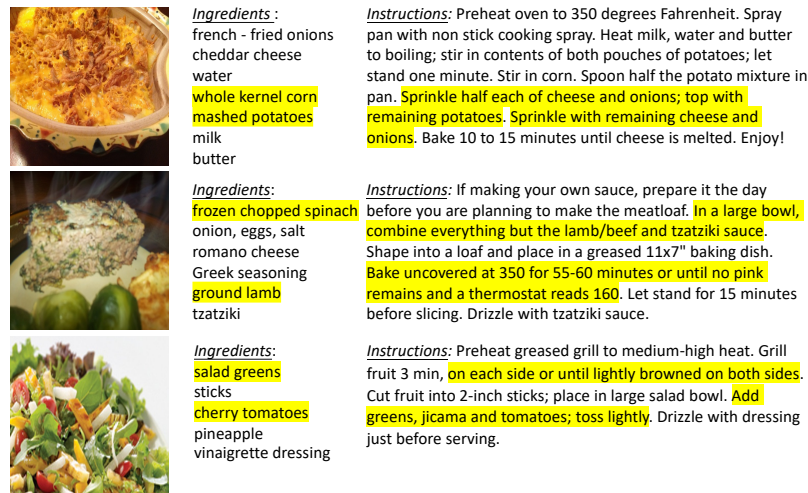 Ingredients :
french - fried onions
cheddar cheese
water
whole kernel corn
mashed potatoes
milk
butter
Instructions: Preheat oven to 350 degrees Fahrenheit. Spray
pan with non stick cooking spray. Heat milk, water and butter
to boiling; stir in contents of both pouches of potatoes; let
stand one minute. Stir in corn. Spoon half the potato mixture in
pan. Sprinkle half each of cheese and onions; top with
remaining potatoes. Sprinkle with remaining cheese and
onions. Bake 10 to 15 minutes until cheese is melted. Enjoy!
Ingredients:
frozen chopped spinach
onion, eggs, salt
romano cheese
Greek seasoning
ground lamb
tzatziki
Instructions: If making your own sauce, prepare it the day
before you are planning to make the meatloaf. In a large bowl,
combine everything but the lamb/beef and tzatziki sauce.
Shape into a loaf and place in a greased 11x7" baking dish.
Bake uncovered at 350 for 55-60 minutes or until no pink
remains and a thermostat reads 160. Let stand for 15 minutes
before slicing. Drizzle with tzatziki sauce.
Ingredients:
salad greens
sticks
cherry tomatoes
pineapple
vinaigrette dressing
Instructions: Preheat greased grill to medium-high heat. Grill
fruit 3 min, on each side or until lightly browned on both sides.
Cut fruit into 2-inch sticks; place in large salad bowl. Add
greens, jicama and tomatoes; toss lightly. Drizzle with dressing
just before serving.